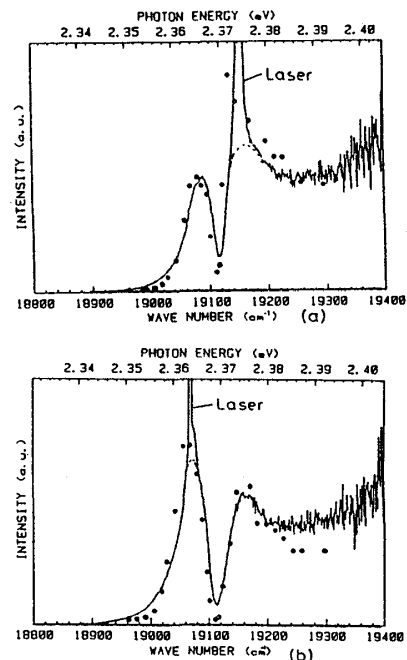 PHOTON ENERGY (eV)
2.34 2.35 2.36 2.37 2.38 2.39 2.40
Laser
INTENSITY (a.u.)
18800 18900 19000 19100 19200 19300 19400
WAVE NUMBER (cm⁻¹) (a)
PHOTON ENERGY (eV)
2.34 2.35 2.36 2.37 2.38 2.39 2.40
Laser
INTENSITY (a.u.)
18800 18900 19000 19100 19200 19300 19400
WAVE NUMBER (cm⁻¹) (b)